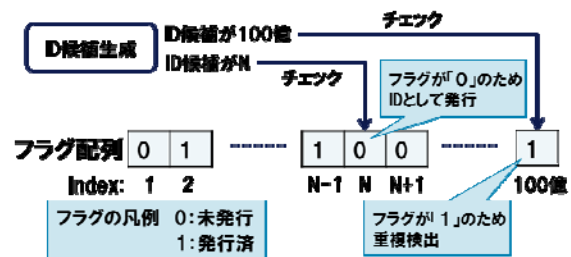 ID候補が100億
チェック
ID候補生成
ID候補がN
チェック
フラグが「0」のため
IDとして発行
フラグ配列 0 1 1 0 0 1
Index: 1 2 N-1 N N+1 100億
フラグの凡例 0:未発行
1:発行済
フラグが「1」のため
重複検出